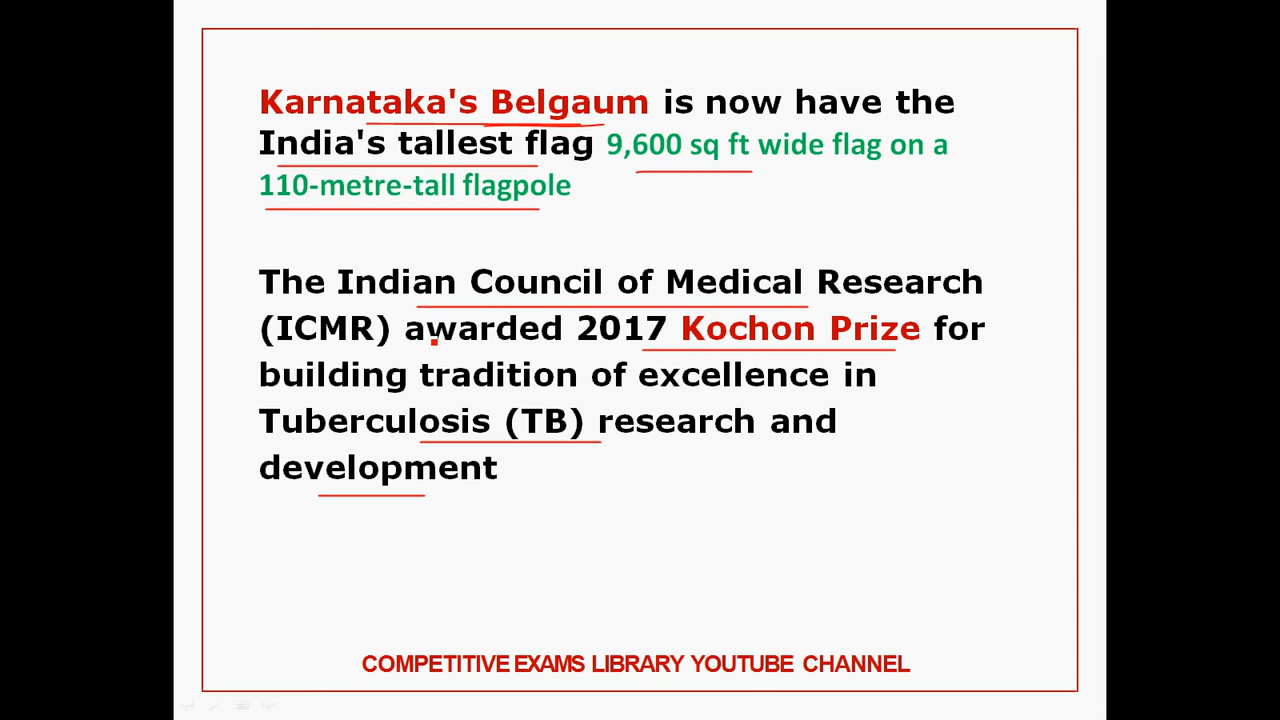 Karnataka's Belgaum is now have the
India's tallest flag 9,600 sq ft wide flag on a
110-metre-tall flagpole
The Indian Council of Medical Research
(ICMR) awarded 2017 Kochon Prize for
building tradition of excellence in
Tuberculosis (TB) research and
development
COMPETITIVE EXAMS LIBRARY YOUTUBE CHANNEL